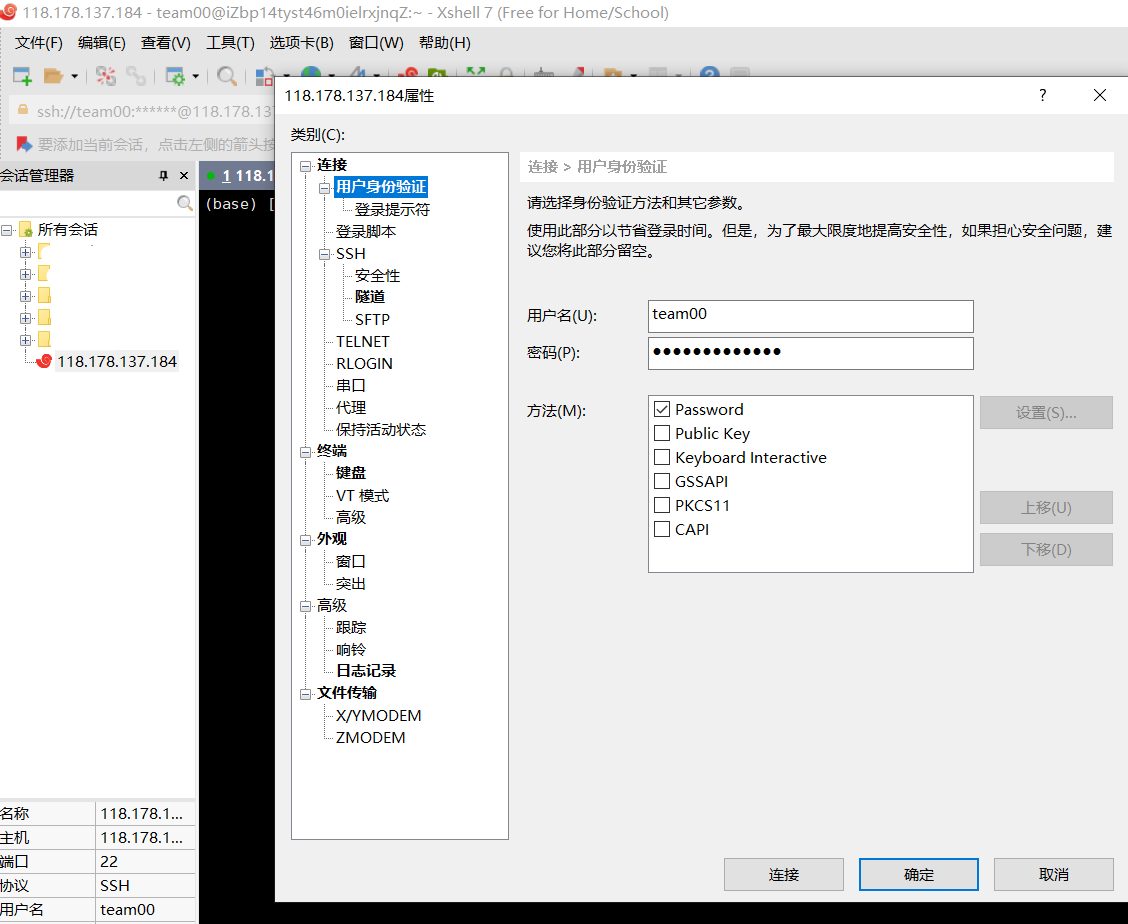 118.178.137.184 - team00@iZbp14tyst46m0ielrxjnqZ:~ - Xshell 7 (Free for Home/School)
文件(F) 编辑(E) 查看(V) 工具(T) 选项卡(B) 窗口(W) 帮助(H)
ssh://team00:******@118.178.137
要添加当前会话，点击左侧的箭头按
会话管理器
1 118.1
(base) [
所有会话
118.178.137.184
名称 118.178.1...
主机 118.178.1...
端口 22
协议 SSH
用户名 team00
118.178.137.184属性
?
类别(C):
连接
用户身份验证
登录提示符
登录脚本
SSH
安全性
隧道
SFTP
TELNET
RLOGIN
串口
代理
保持活动状态
终端
键盘
VT 模式
高级
外观
窗口
突出
高级
跟踪
响铃
日志记录
文件传输
X/YMODEM
ZMODEM
连接 > 用户身份验证
请选择身份验证方法和其它参数。
使用此部分以节省登录时间。但是，为了最大限度地提高安全性，如果担心安全问题，建
议您将此部分留空。
用户名(U): team00
密码(P): ●●●●●●●●●●●●●
方法(M):
Password
Public Key
Keyboard Interactive
GSSAPI
PKCS11
CAPI
设置(S)...
上移(U)
下移(D)
连接 确定 取消